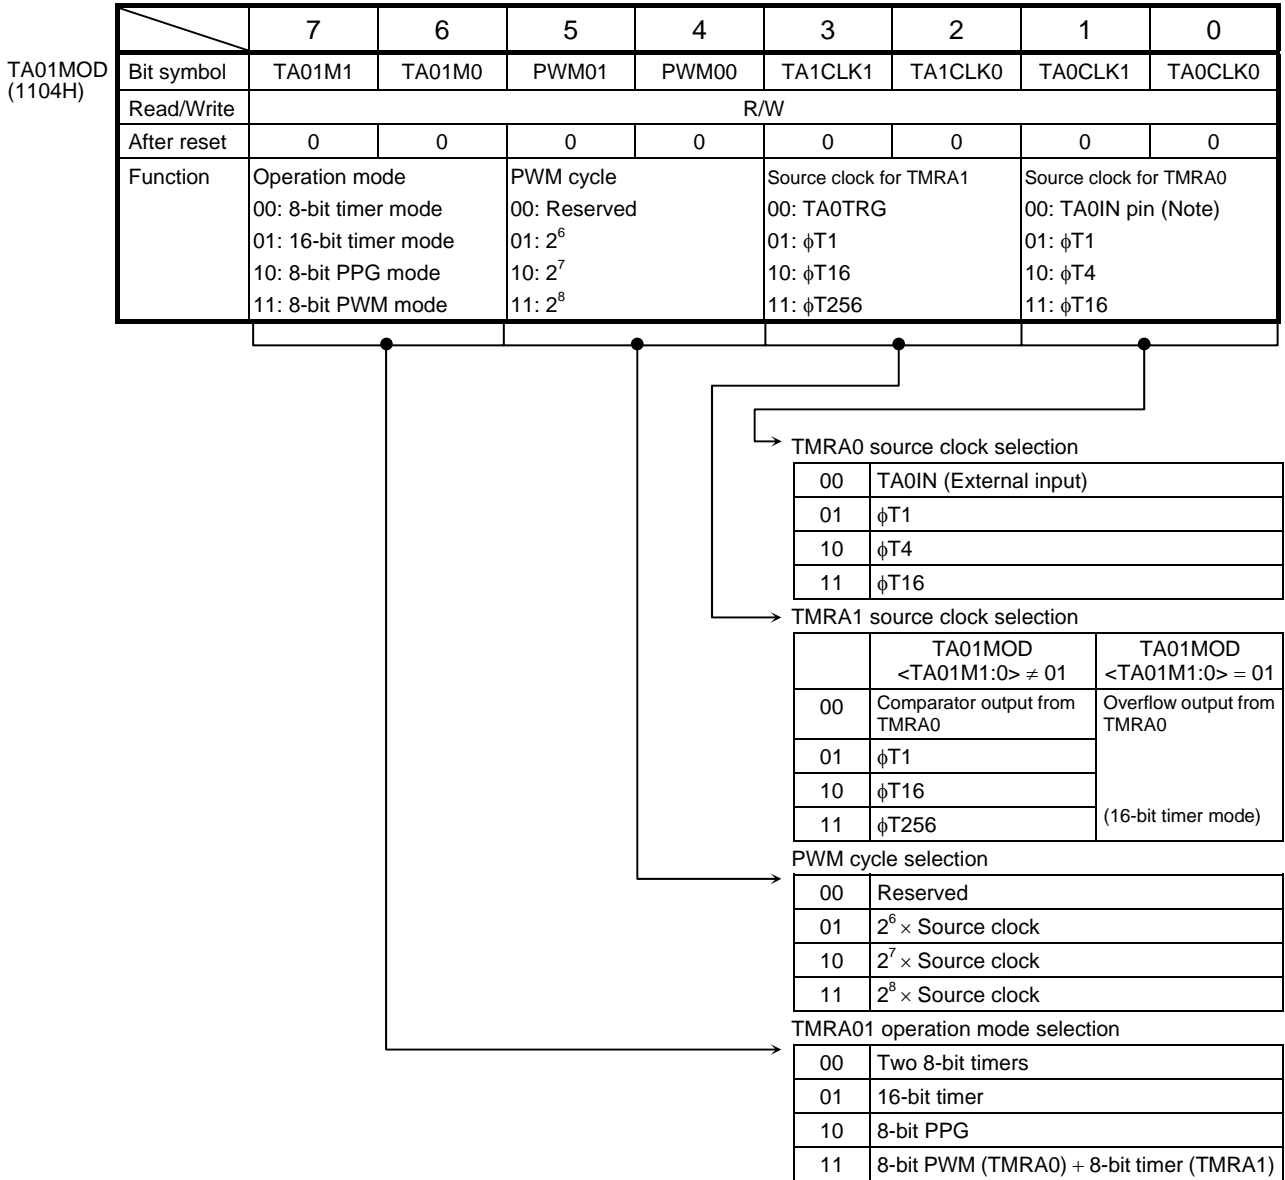 7 6 5 4 3 2 1 0
TA01MOD (1104H)
Bit symbol TA01M1 TA01M0 PWM01 PWM00 TA1CLK1 TA1CLK0 TA0CLK1 TA0CLK0
Read/Write R/W
After reset 0 0 0 0 0 0 0 0
Function Operation mode PWM cycle Source clock for TMRA1 Source clock for TMRA0
00: 8-bit timer mode 00: Reserved 00: TA0TRG 00: TA0IN pin (Note)
01: 16-bit timer mode 01: 2^6 01: ϕT1 01: ϕT1
10: 8-bit PPG mode 10: 2^7 10: ϕT16 10: ϕT4
11: 8-bit PWM mode 11: 2^8 11: ϕT256 11: ϕT16
TMRA0 source clock selection
00 TA0IN (External input)
01 ϕT1
10 ϕT4
11 ϕT16
TMRA1 source clock selection
TA01MOD TA01MOD
<TA01M1:0> ≠ 01 <TA01M1:0> = 01
00 Comparator output from TMRA0 Overflow output from TMRA0
01 ϕT1
10 ϕT16
11 ϕT256 (16-bit timer mode)
PWM cycle selection
00 Reserved
01 2^6 × Source clock
10 2^7 × Source clock
11 2^8 × Source clock
TMRA01 operation mode selection
00 Two 8-bit timers
01 16-bit timer
10 8-bit PPG
11 8-bit PWM (TMRA0) + 8-bit timer (TMRA1)